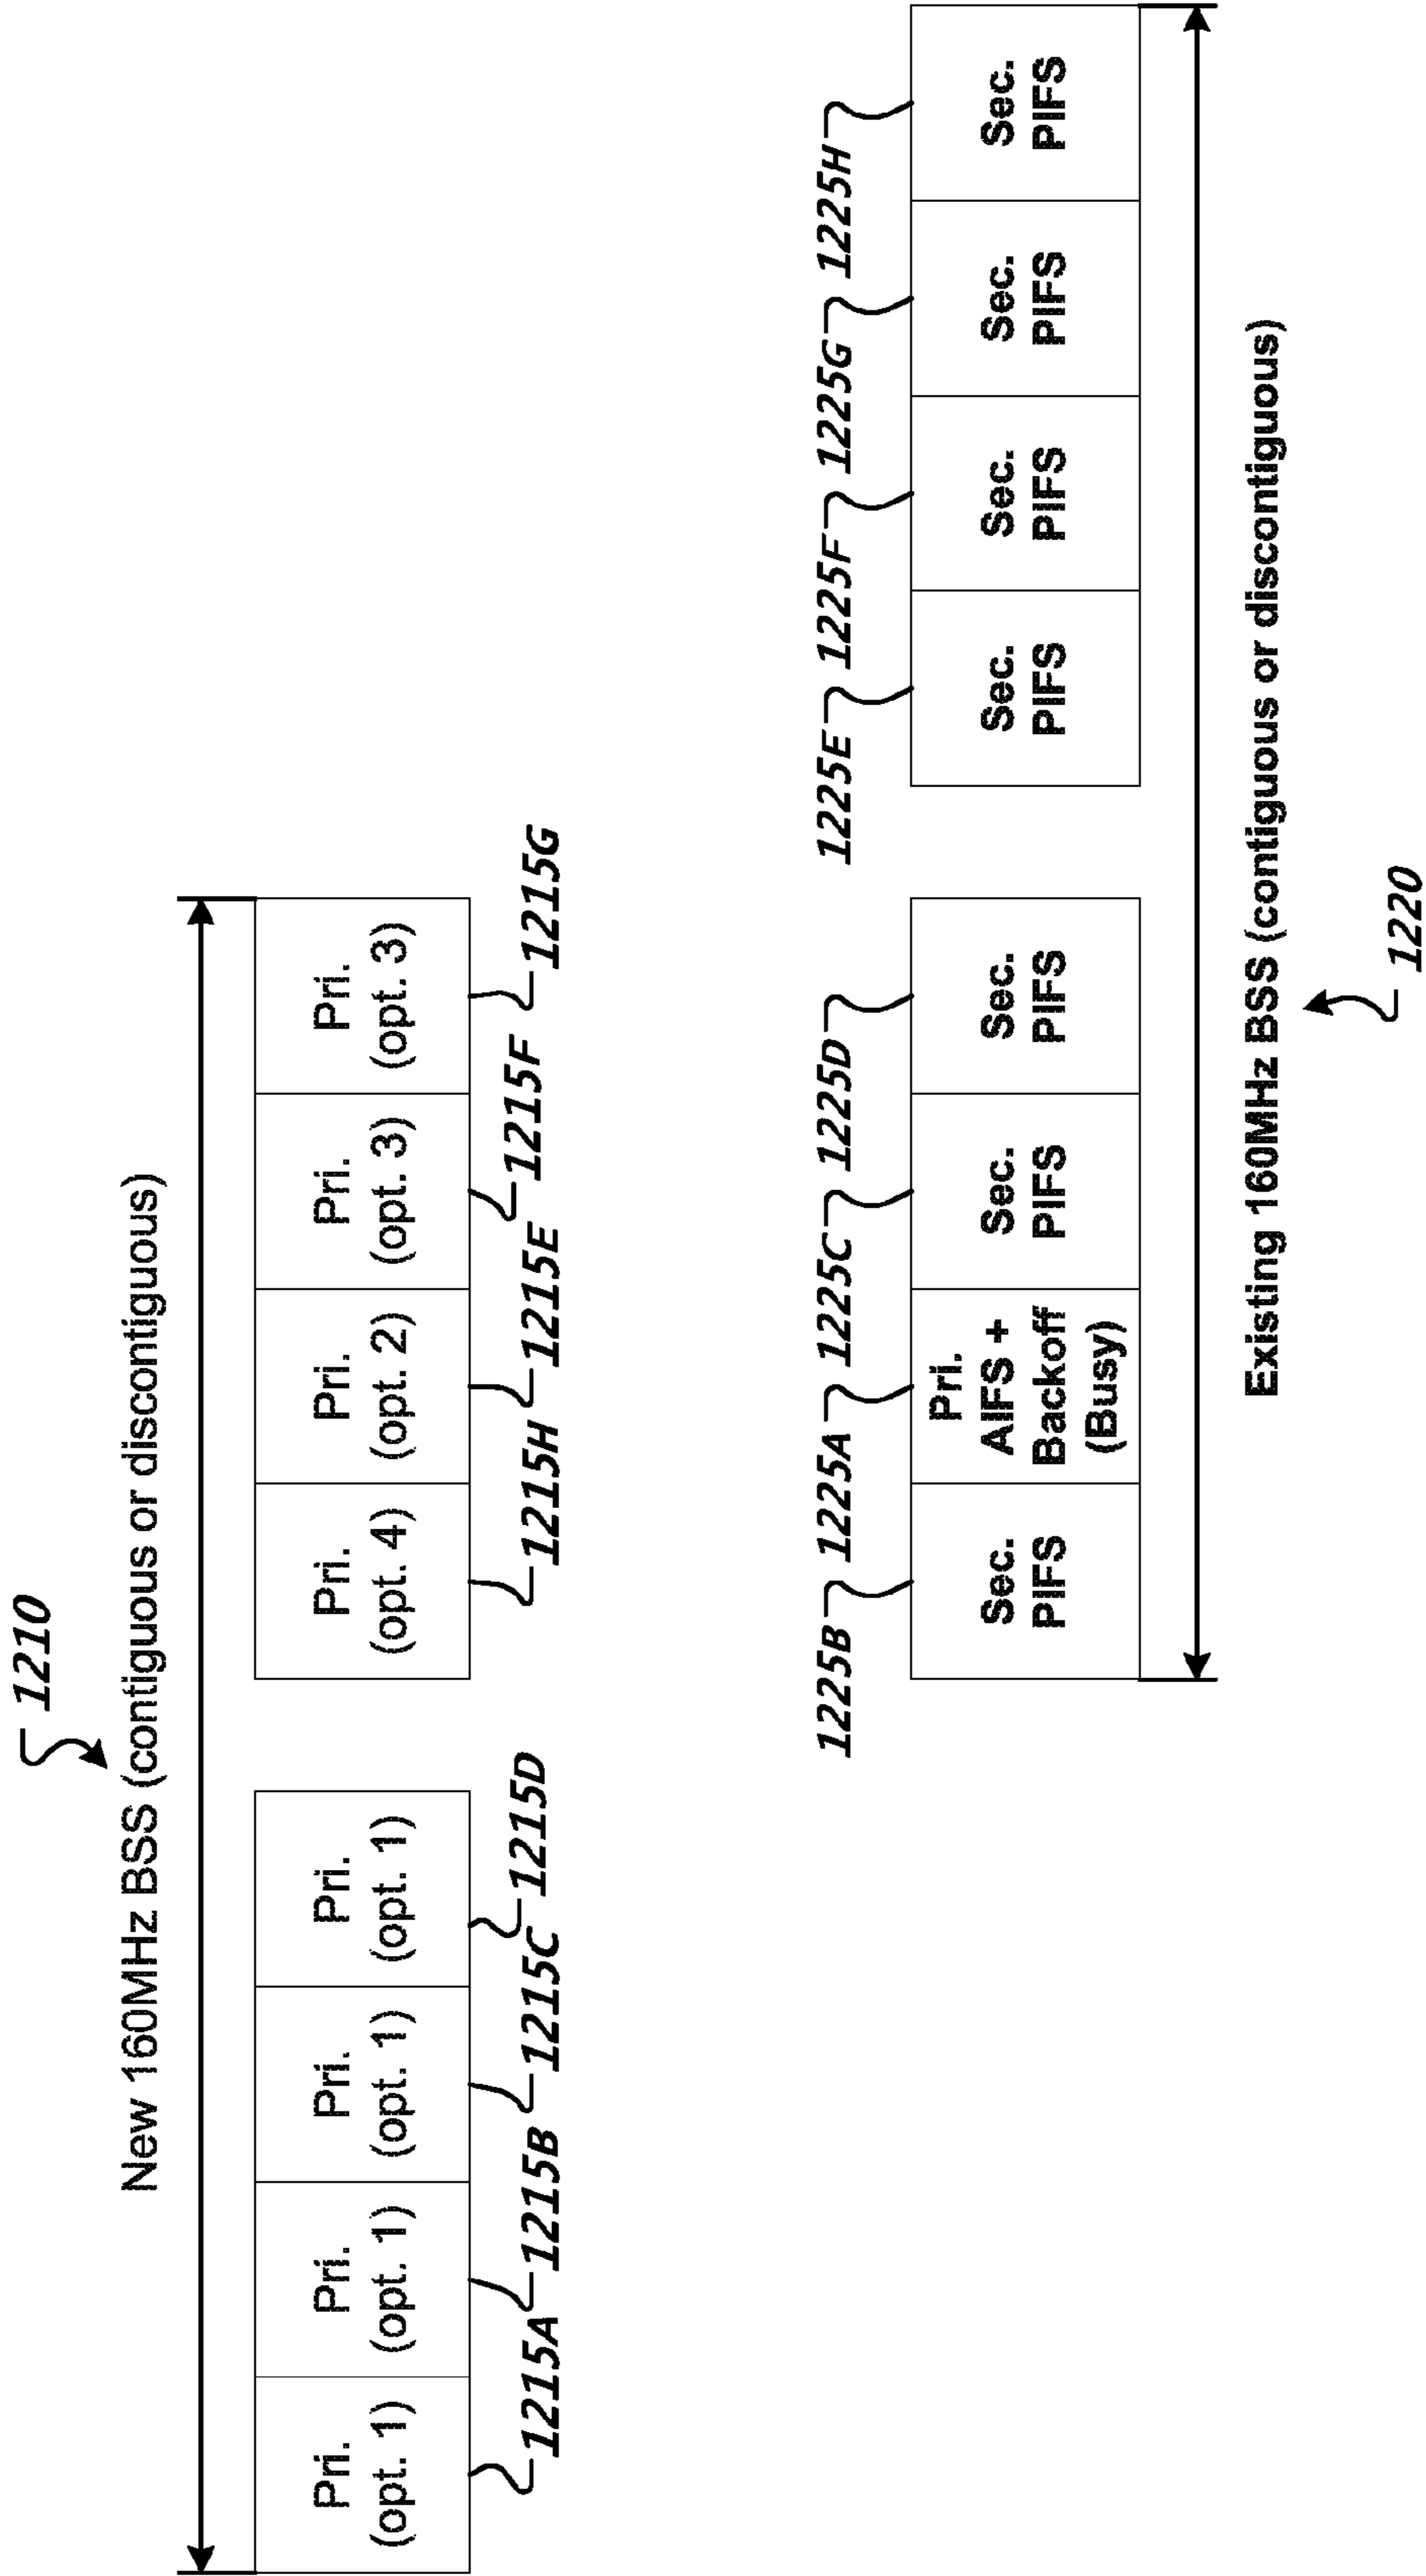 1210
New 160MHz BSS (contiguous or discontiguous)
Pri.
(opt. 1)
Pri.
(opt. 1)
Pri.
(opt. 1)
Pri.
(opt. 1)
Pri.
(opt. 4)
Pri.
(opt. 2)
Pri.
(opt. 3)
Pri.
(opt. 3)
1215A
1215B
1215C
1215D
1215H
1215E
1215F
1215G
1225B
1225A
1225C
1225D
1225E
1225F
1225G
1225H
Sec.
PIFS
Pri.
AIFS +
Backoff
(Busy)
Sec.
PIFS
Sec.
PIFS
Sec.
PIFS
Sec.
PIFS
Sec.
PIFS
Sec.
PIFS
Existing 160MHz BSS (contiguous or discontiguous)
1220